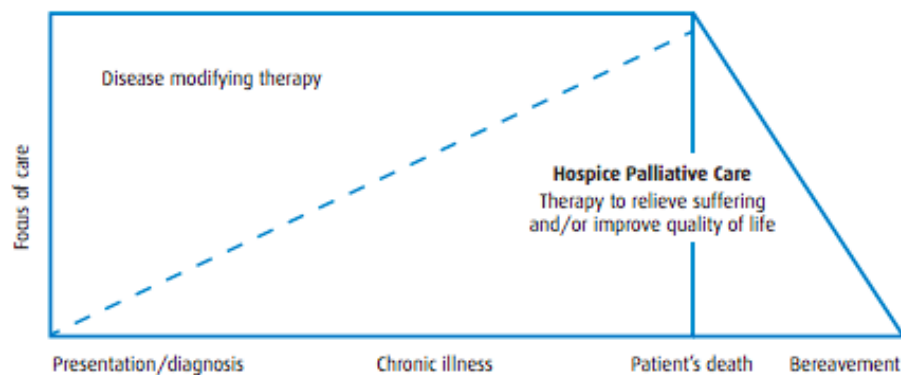 Disease modifying therapy
Focus of care
Hospice Palliative Care
Therapy to relieve suffering
and/or improve quality of life
Presentation/diagnosis
Chronic illness
Patient's death
Bereavement